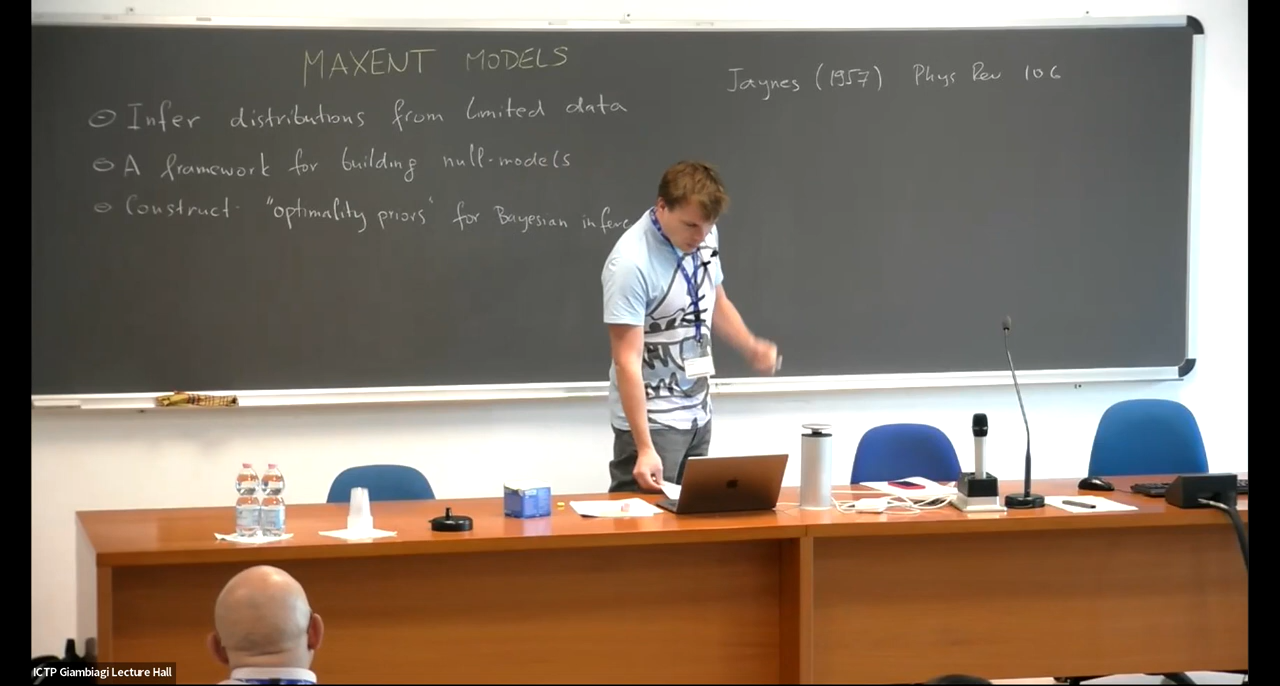 MAXENT MODELS
Infer distributions from limited data
A framework for building null-models
Construct "optimality priors" for Bayesian infere
Jaynes (1957) Phys Rev 106
ICTP Giambiagi Lecture Hall